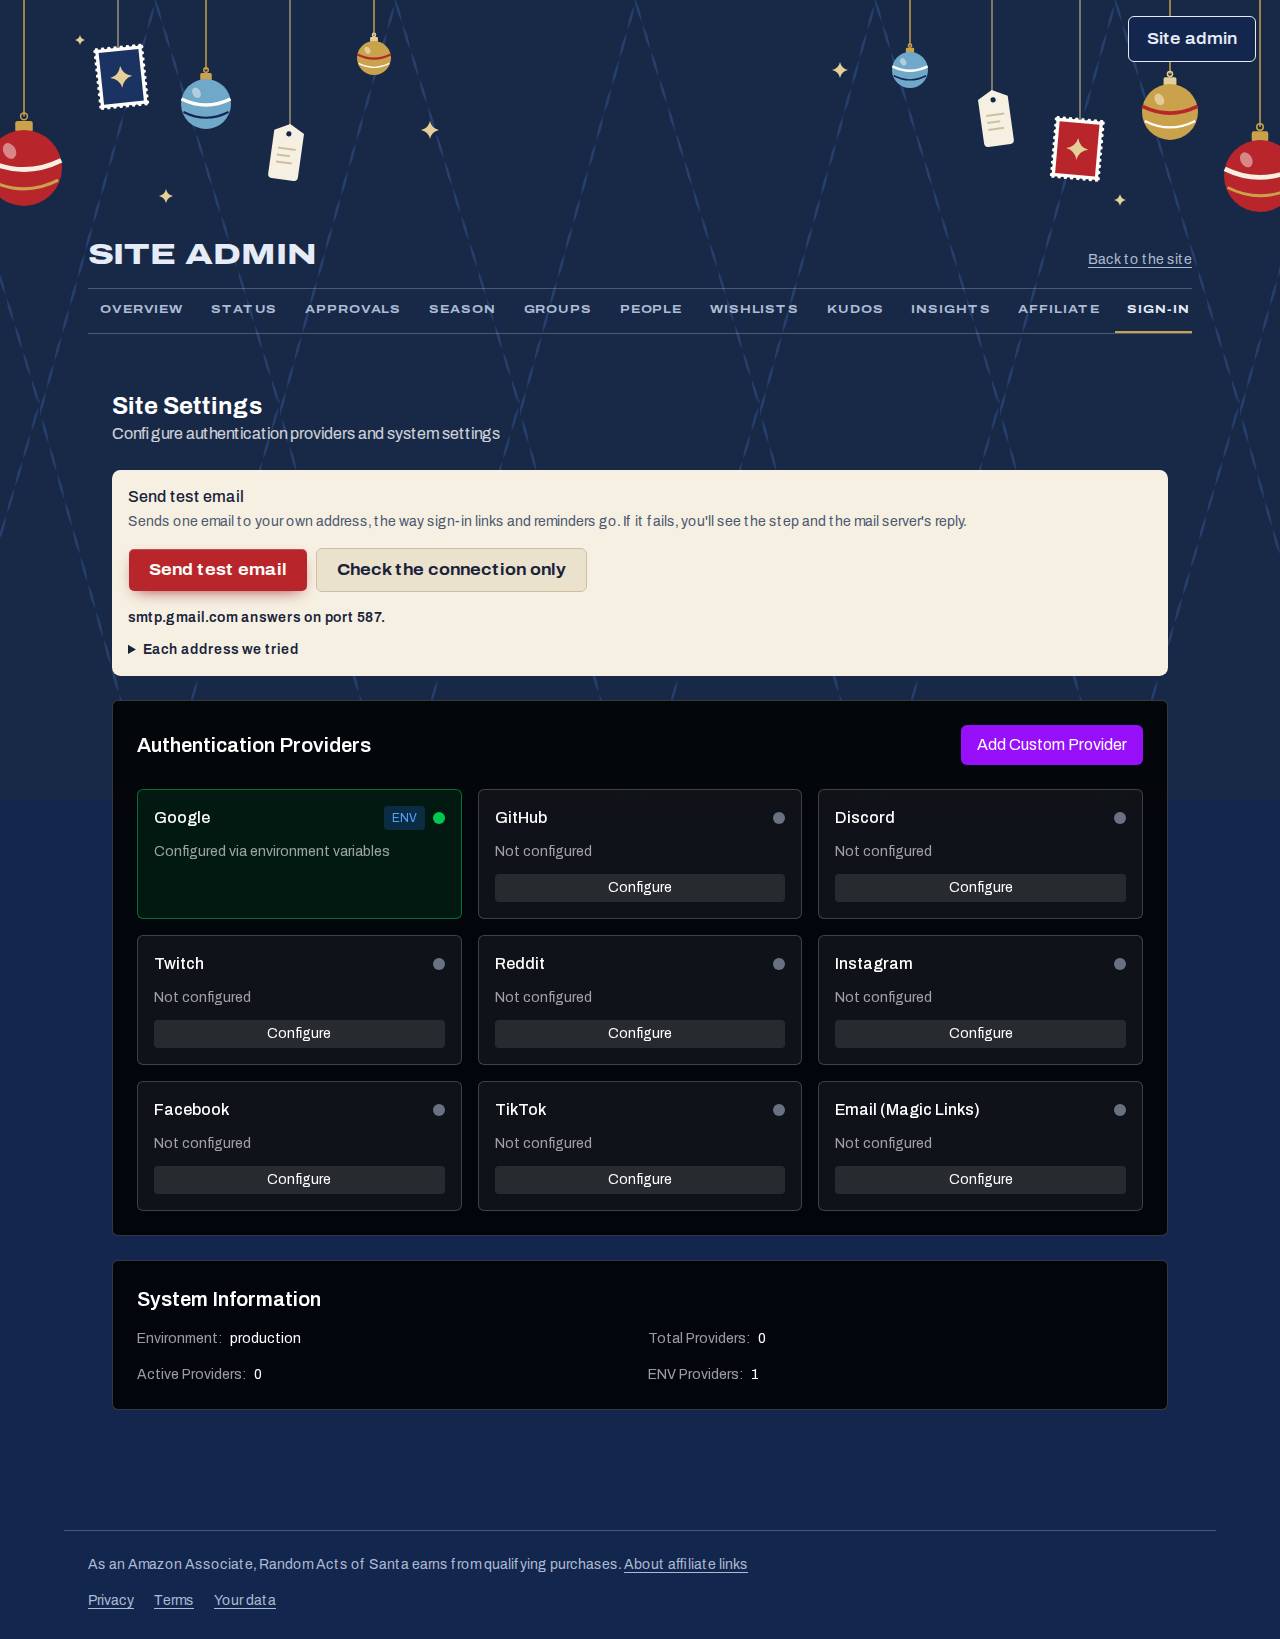 Site admin
SITE ADMIN
Back to the site
OVERVIEW STATUS APPROVALS SEASON GROUPS PEOPLE WISHLISTS KUDOS INSIGHTS AFFILIATE SIGN-IN
Site Settings
Configure authentication providers and system settings
Send test email
Sends one email to your own address, the way sign-in links and reminders go. If it fails, you'll see the step and the mail server's reply.
Send test email
Check the connection only
smtp.gmail.com answers on port 587.
Each address we tried
Authentication Providers
Add Custom Provider
Google ENV
Configured via environment variables
GitHub
Not configured
Configure
Discord
Not configured
Configure
Twitch
Not configured
Configure
Reddit
Not configured
Configure
Instagram
Not configured
Configure
Facebook
Not configured
Configure
TikTok
Not configured
Configure
Email (Magic Links)
Not configured
Configure
System Information
Environment: production
Total Providers: 0
Active Providers: 0
ENV Providers: 1
As an Amazon Associate, Random Acts of Santa earns from qualifying purchases. About affiliate links
Privacy Terms Your data